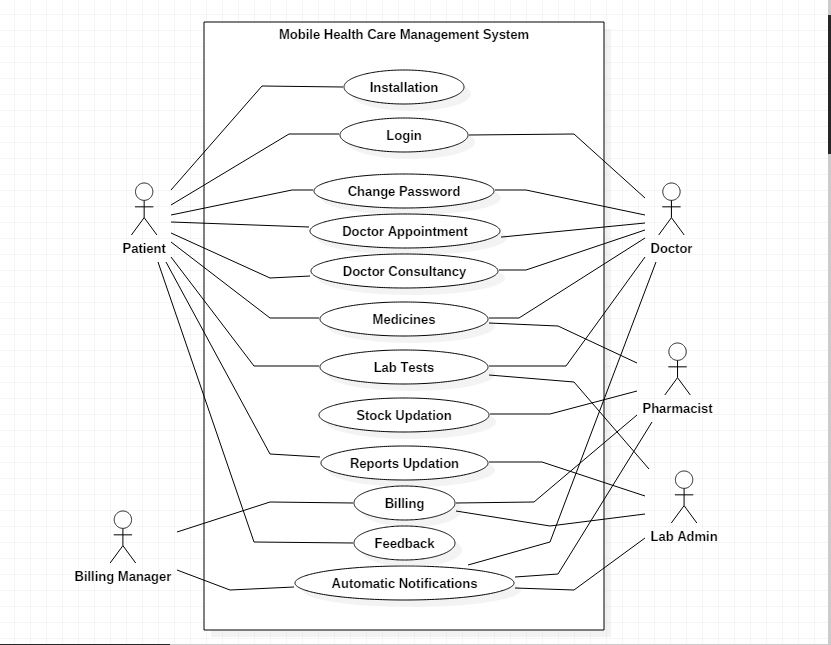 Mobile Health Care Management System
Installation
Login
Change Password
Patient
Doctor Appointment
Doctor
Doctor Consultancy
Medicines
Lab Tests
Pharmacist
Stock Updation
Reports Updation
Billing
Lab Admin
Feedback
Billing Manager
Automatic Notifications